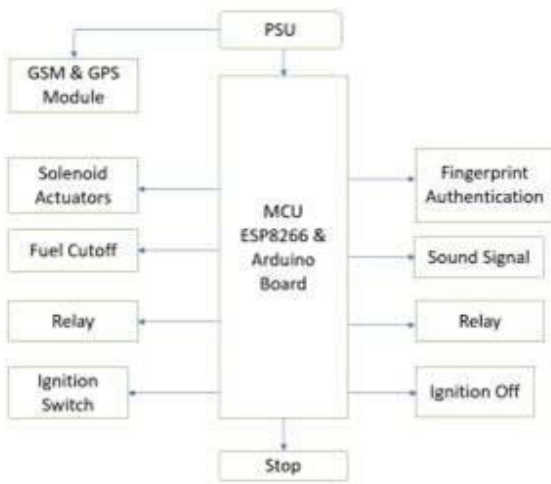 PSU
GSM & GPS
Module
Solenoid
Actuators
Fuel Cutoff
Relay
Ignition
Switch
MCU
ESP8266 &
Arduino
Board
Fingerprint
Authentication
Sound Signal
Relay
Ignition Off
Stop